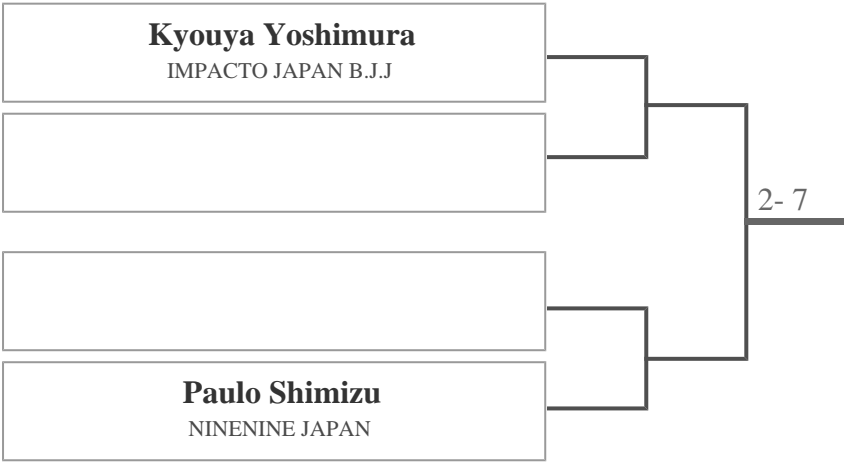 Kyouya Yoshimura
IMPACTO JAPAN B.J.J
2- 7
Paulo Shimizu
NINENINE JAPAN